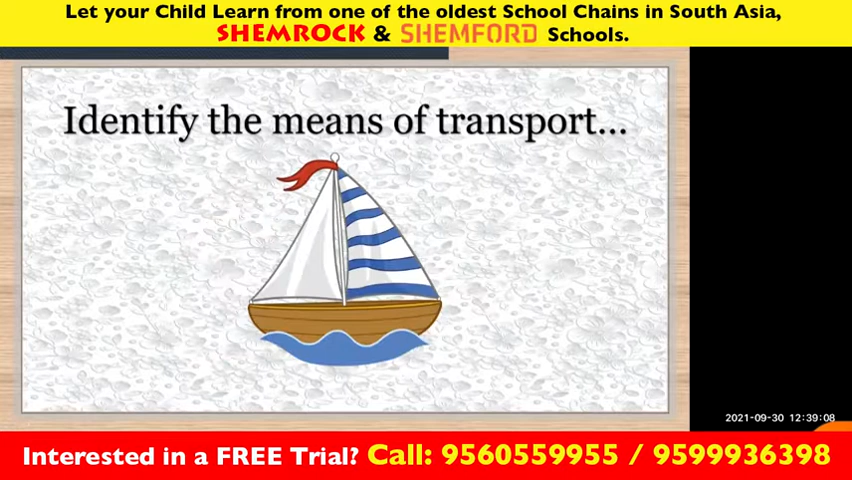 Let your Child Learn from one of the oldest School Chains in South Asia,
SHEMROCK & SHEMFORD Schools.
Identify the means of transport...
2021-09-30 12:39:08
Interested in a FREE Trial? Call: 9560559955 / 9599936398